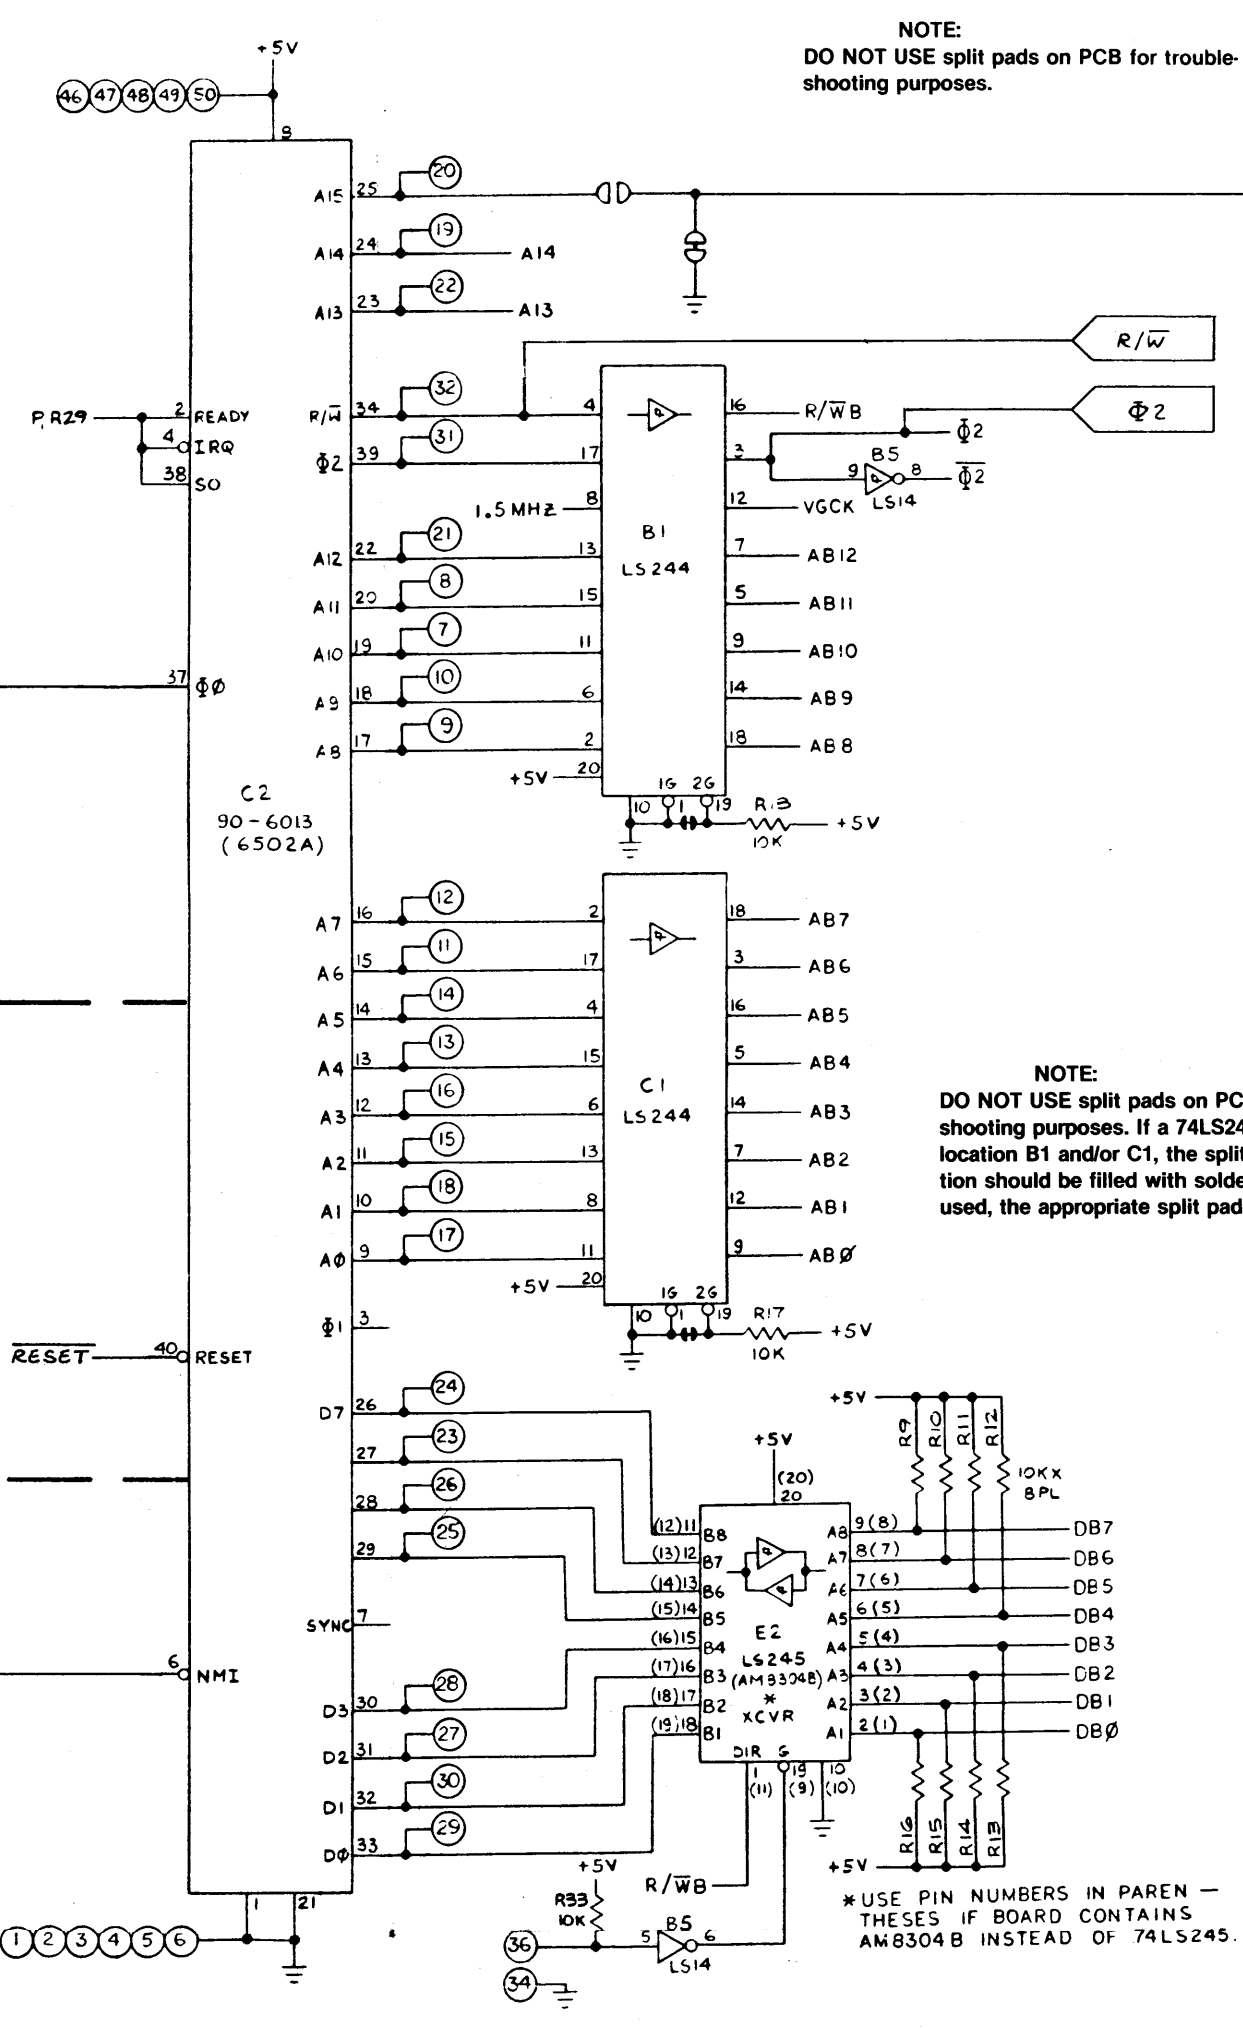 NOTE:
DO NOT USE split pads on PCB for trouble-
shooting purposes.
+5V
46 47 48 49 50
8
A15 25 20
A14 24 19 A14
A13 23 22 A13
R/W̅
P,R29 2 READY
R/W̅ 34 32 4 16 R/W̅B
Φ2
4 IRQ
Φ2 39 31 17 3 Φ2
38 SO
B5
9 8 Φ̅2̅
LS14
1.5MHZ 8 12 VGCK
B1
LS244
A12 22 21 13 7 AB12
A11 20 8 15 5 AB11
A10 19 7 11 9 AB10
37 ΦØ
A9 18 10 6 14 AB9
A8 17 9 2 18 AB8
+5V 20
1G 2G
10 1 19
10K +5V
C2
90-6013
(6502A)
A7 16 12 2 18 AB7
A6 15 11 17 3 AB6
A5 14 14 4 16 AB5
A4 13 13 15 5 AB4
C1
LS244
A3 12 16 6 14 AB3
A2 11 15 13 7 AB2
A1 10 18 8 12 AB1
AØ 9 17 11 9 ABØ
+5V 20
1G 2G
10 1 19
R17
10K +5V
NOTE:
DO NOT USE split pads on PC
shooting purposes. If a 74LS24
location B1 and/or C1, the split
tion should be filled with solde
used, the appropriate split pad
Φ1 3
R̅E̅S̅E̅T̅ 40 RESET
D7 26 24
27 23
28 26
29 25
SYNC 7
6 NMI
D3 30 28
D2 31 27
D1 32 30
DØ 33 29
1 21
1 2 3 4 5 6
+5V
R9 R10 R11 R12
10K X
8PL
+5V
(20)
20
(12)11 B8 A8 9(8) DB7
(13)12 B7 A7 8(7) DB6
(14)13 B6 A6 7(6) DB5
(15)14 B5 A5 6(5) DB4
E2
(16)15 B4 A4 5(4) DB3
LS245
(17)16 B3 (AM8304B) A3 4(3) DB2
*
(18)17 B2 A2 3(2) DB1
XCVR
(19)18 B1 A1 2(1) DBØ
DIR G
1 19 10
(11) (9) (10)
R16 R15 R14 R13
+5V
R/W̅B
+5V
R33
10K
36 5 B5 6
LS14
34
*USE PIN NUMBERS IN PAREN –
THESES IF BOARD CONTAINS
AM8304B INSTEAD OF 74LS245.